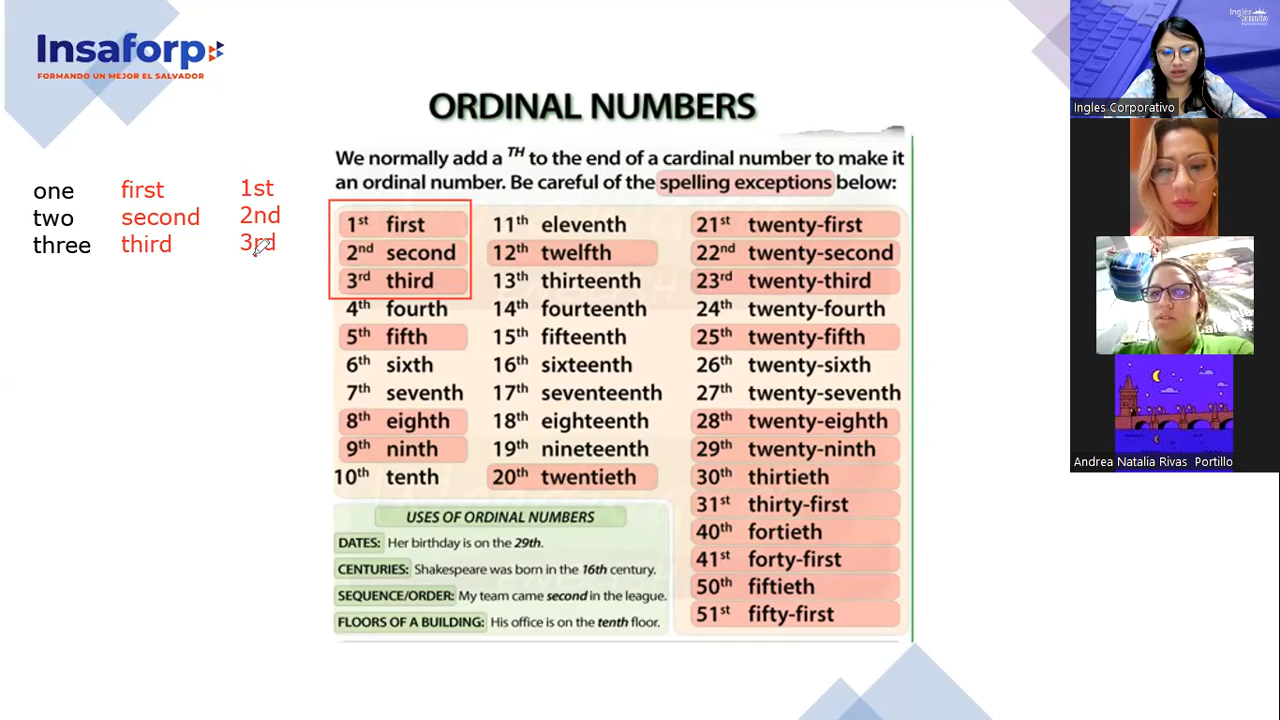 Insaforp
FORMANDO UN MEJOR EL SALVADOR
one first 1st
two second 2nd
three third 3rd
ORDINAL NUMBERS
We normally add a TH to the end of a cardinal number to make it
an ordinal number. Be careful of the spelling exceptions below:
1st first
2nd second
3rd third
4th fourth
5th fifth
6th sixth
7th seventh
8th eighth
9th ninth
10th tenth
11th eleventh
12th twelfth
13th thirteenth
14th fourteenth
15th fifteenth
16th sixteenth
17th seventeenth
18th eighteenth
19th nineteenth
20th twentieth
21st twenty-first
22nd twenty-second
23rd twenty-third
24th twenty-fourth
25th twenty-fifth
26th twenty-sixth
27th twenty-seventh
28th twenty-eighth
29th twenty-ninth
30th thirtieth
31st thirty-first
40th fortieth
41st forty-first
50th fiftieth
51st fifty-first
USES OF ORDINAL NUMBERS
DATES: Her birthday is on the 29th.
CENTURIES: Shakespeare was born in the 16th century.
SEQUENCE/ORDER: My team came second in the league.
FLOORS OF A BUILDING: His office is on the tenth floor.
Ingles
Ingles Corporativo
Andrea Natalia Rivas Portillo